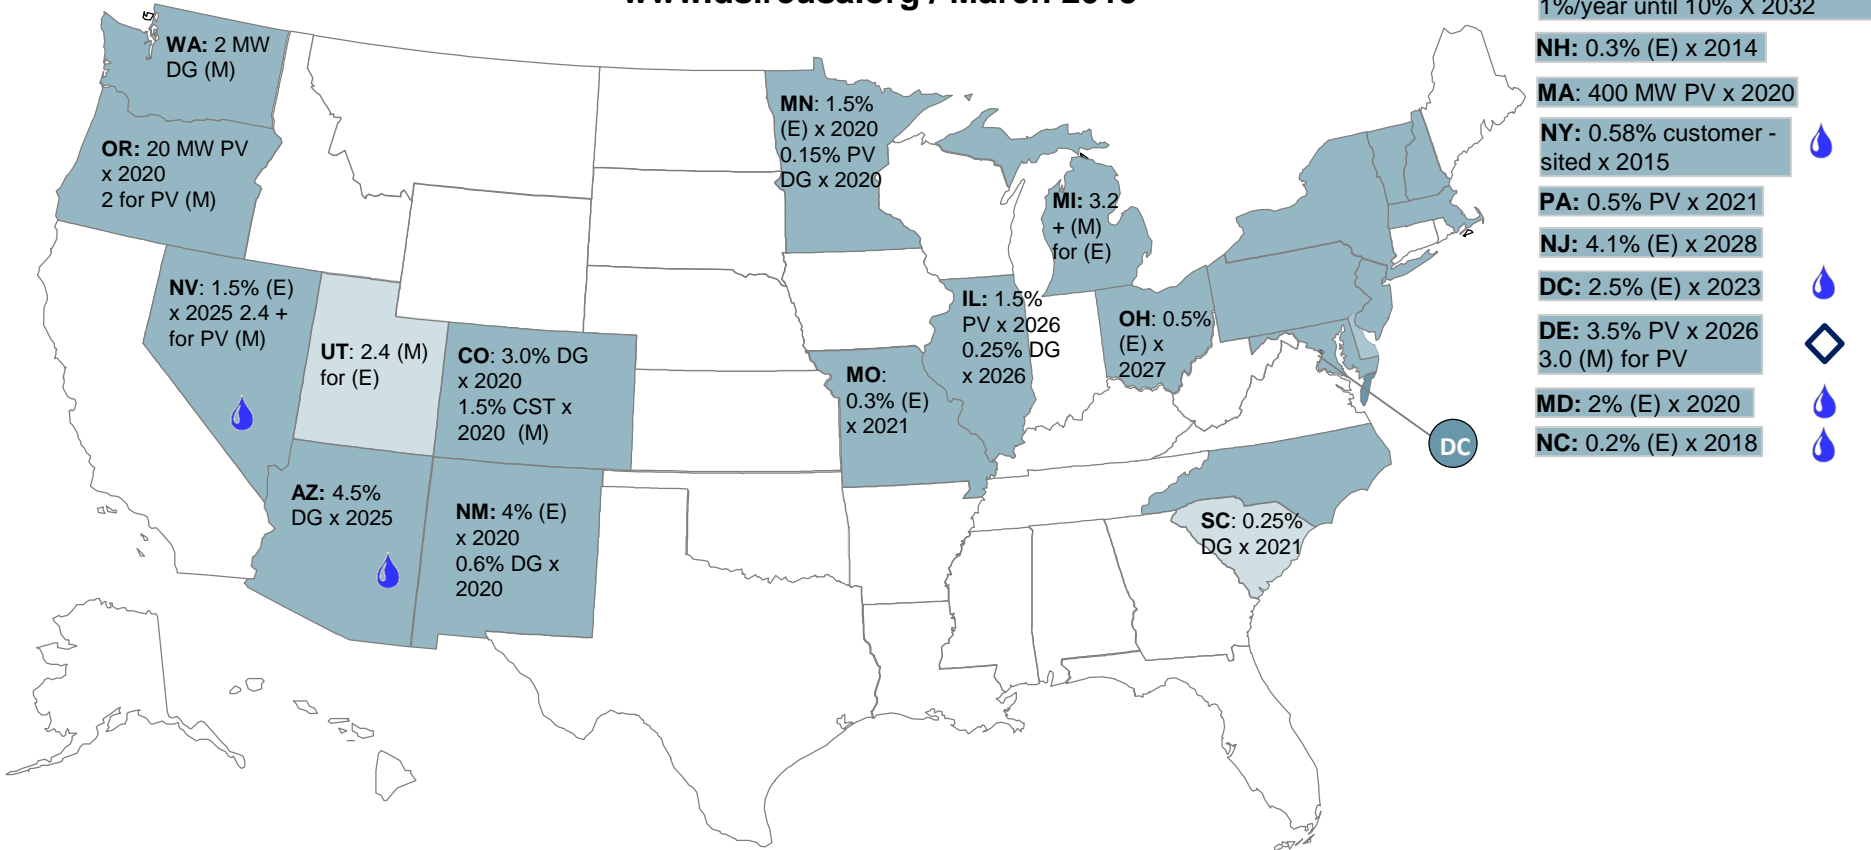 1%/year until 10% X 2032
WA: 2 MW
DG (M)
OR: 20 MW PV
x 2020
2 for PV (M)
NV: 1.5% (E)
x 2025 2.4 +
for PV (M)
UT: 2.4 (M)
for (E)
CO: 3.0% DG
x 2020
1.5% CST x
2020 (M)
AZ: 4.5%
DG x 2025
NM: 4% (E)
x 2020
0.6% DG x
2020
MN: 1.5%
(E) x 2020
0.15% PV
DG x 2020
MI: 3.2
+ (M)
for (E)
IL: 1.5%
PV x 2026
0.25% DG
x 2026
MO:
0.3% (E)
x 2021
OH: 0.5%
(E) x
2027
SC: 0.25%
DG x 2021
DC
NH: 0.3% (E) x 2014
MA: 400 MW PV x 2020
NY: 0.58% customer -
sited x 2015
PA: 0.5% PV x 2021
NJ: 4.1% (E) x 2028
DC: 2.5% (E) x 2023
DE: 3.5% PV x 2026
3.0 (M) for PV
MD: 2% (E) x 2020
NC: 0.2% (E) x 2018